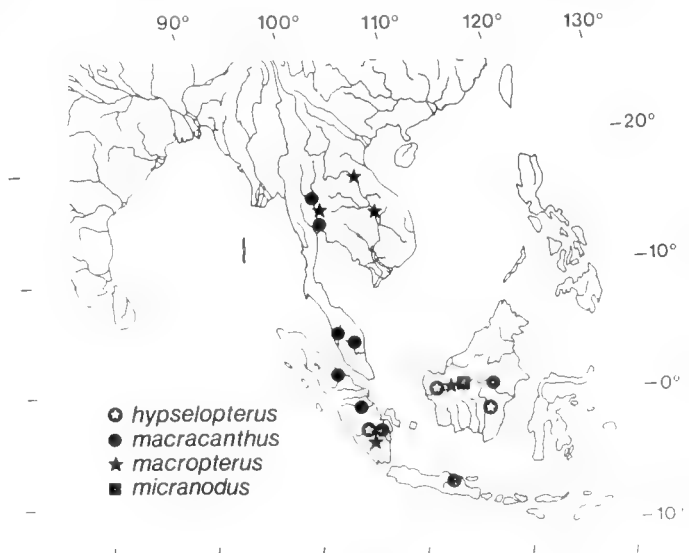 90° 100° 110° 120° 130°
–20°
–10°
–0°
hypselopterus
macracanthus
macropterus
micranodus
–10